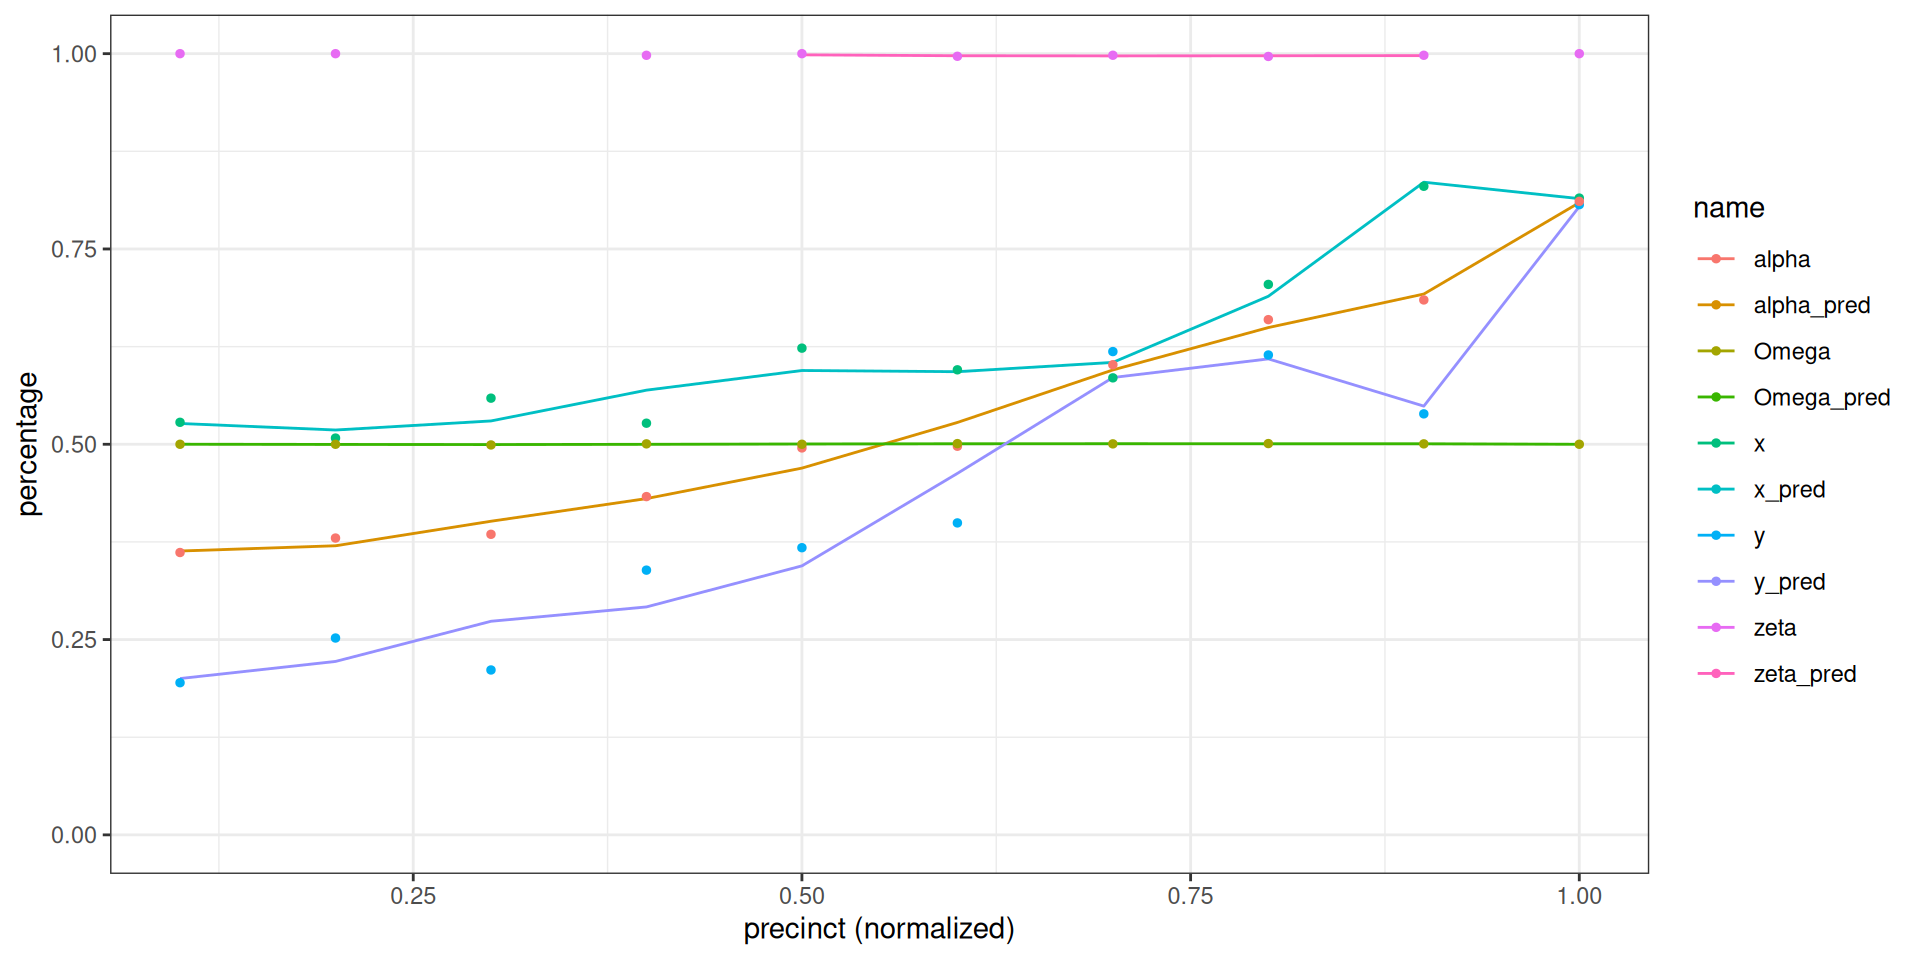 1.00
0.75
0.50
0.25
0.00
percentage
0.25
0.50
0.75
1.00
precinct (normalized)
name
alpha
alpha_pred
Omega
Omega_pred
x
x_pred
y
y_pred
zeta
zeta_pred